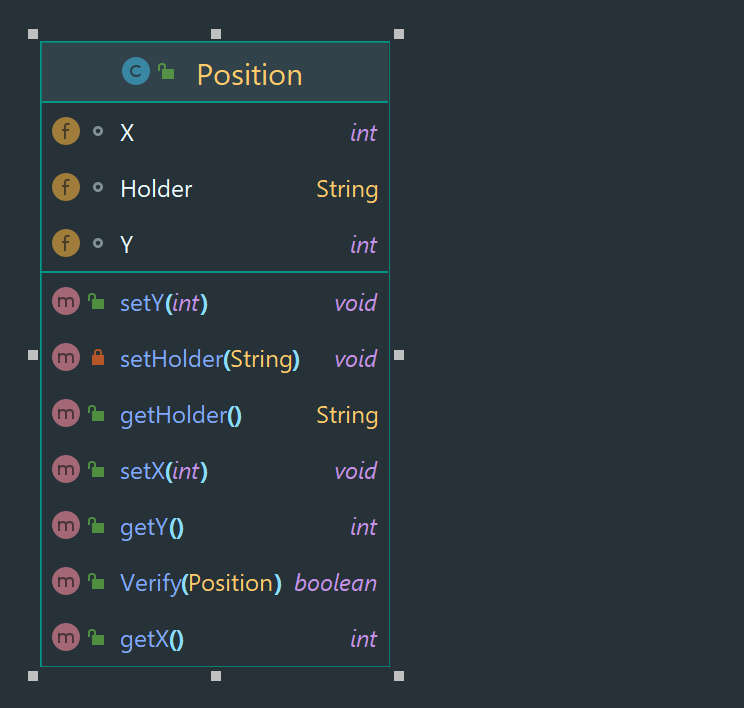 C Position
f X int
f Holder String
f Y int
m setY(int) void
m setHolder(String) void
m getHolder() String
m setX(int) void
m getY() int
m Verify(Position) boolean
m getX() int